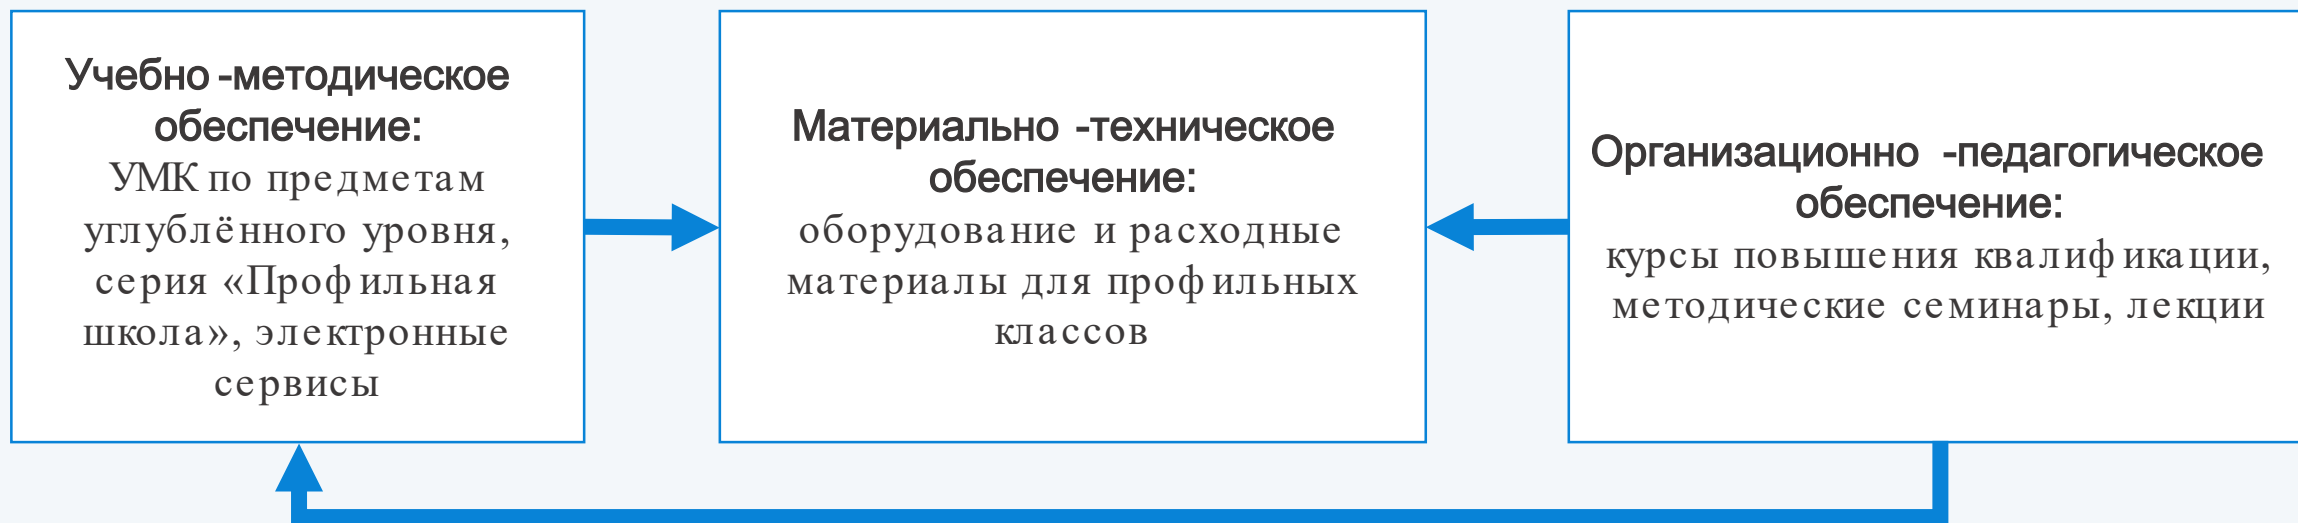 Учебно -методическое
обеспечение:
УМК по предметам
углублённого уровня,
серия «Профильная
школа», электронные
сервисы
Материально -техническое
обеспечение:
оборудование и расходные
материалы для профильных
классов
Организационно -педагогическое
обеспечение:
курсы повышения квалификации,
методические семинары, лекции